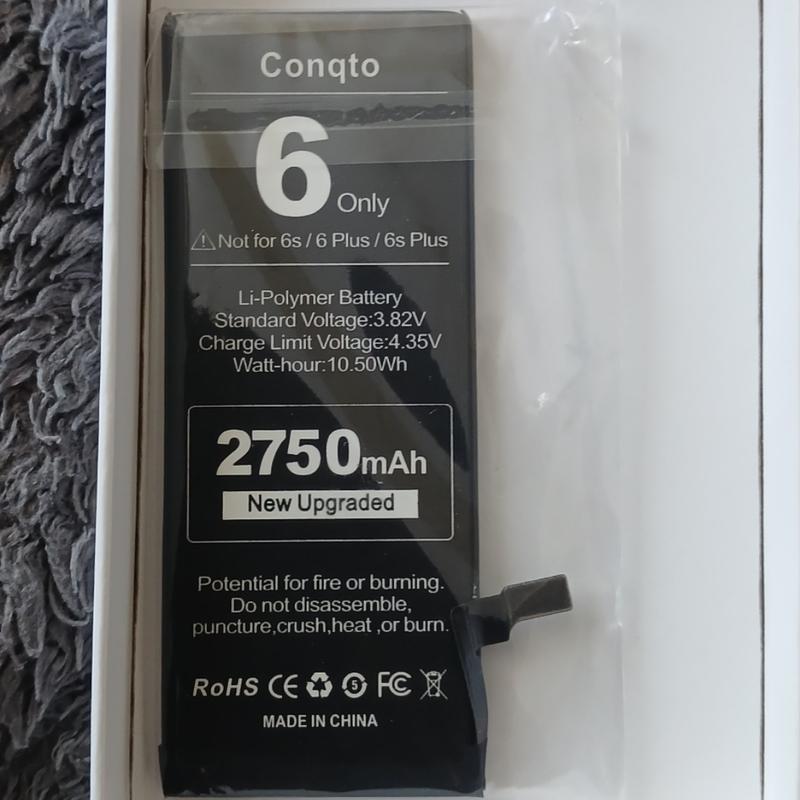 Conqto
6 Only
Not for 6s / 6 Plus / 6s Plus
Li-Polymer Battery
Standard Voltage:3.82V
Charge Limit Voltage:4.35V
Watt-hour:10.50Wh
2750mAh
New Upgraded
Potential for fire or burning.
Do not disassemble,
puncture,crush,heat ,or burn.
RoHS CE 5 FC
MADE IN CHINA